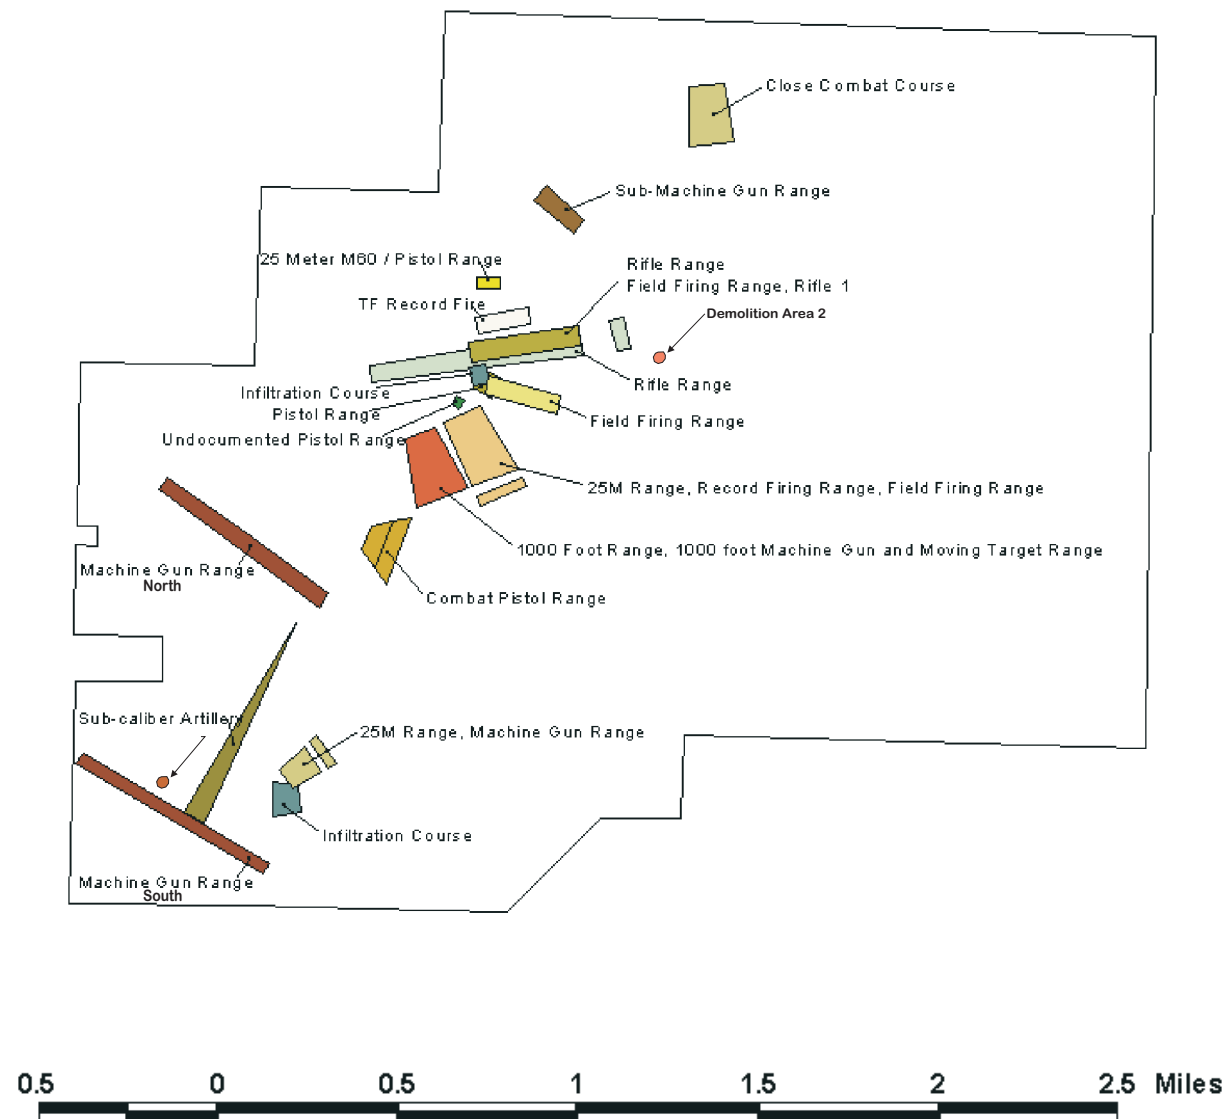 Close Combat Course
Sub-Machine Gun Range
25 Meter M60 / Pistol Range
Rifle Range
Field Firing Range, Rifle 1
TF Record Fire
Demolition Area 2
Rifle Range
Infiltration Course
Pistol Range
Field Firing Range
Undocumented Pistol Range
25M Range, Record Firing Range, Field Firing Range
1000 Foot Range, 1000 foot Machine Gun and Moving Target Range
Machine Gun Range
North
Combat Pistol Range
Sub-caliber Artillery
25M Range, Machine Gun Range
Infiltration Course
Machine Gun Range
South
0.5 0 0.5 1 1.5 2 2.5 Miles